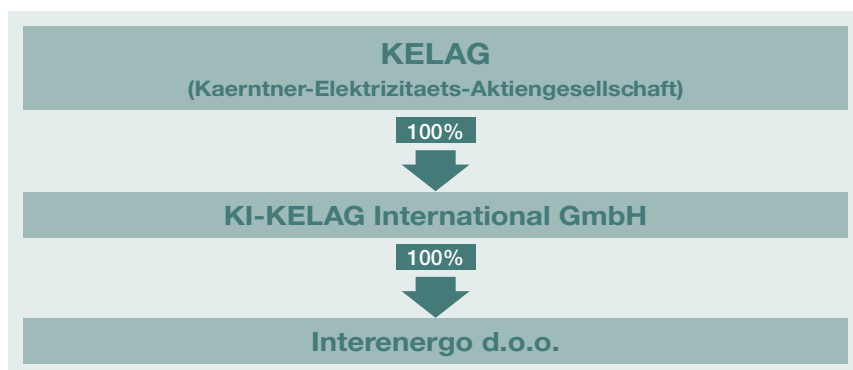 KELAG
(Kaerntner-Elektrizitaets-Aktiengesellschaft)
100%
KI-KELAG International GmbH
100%
Interenergo d.o.o.